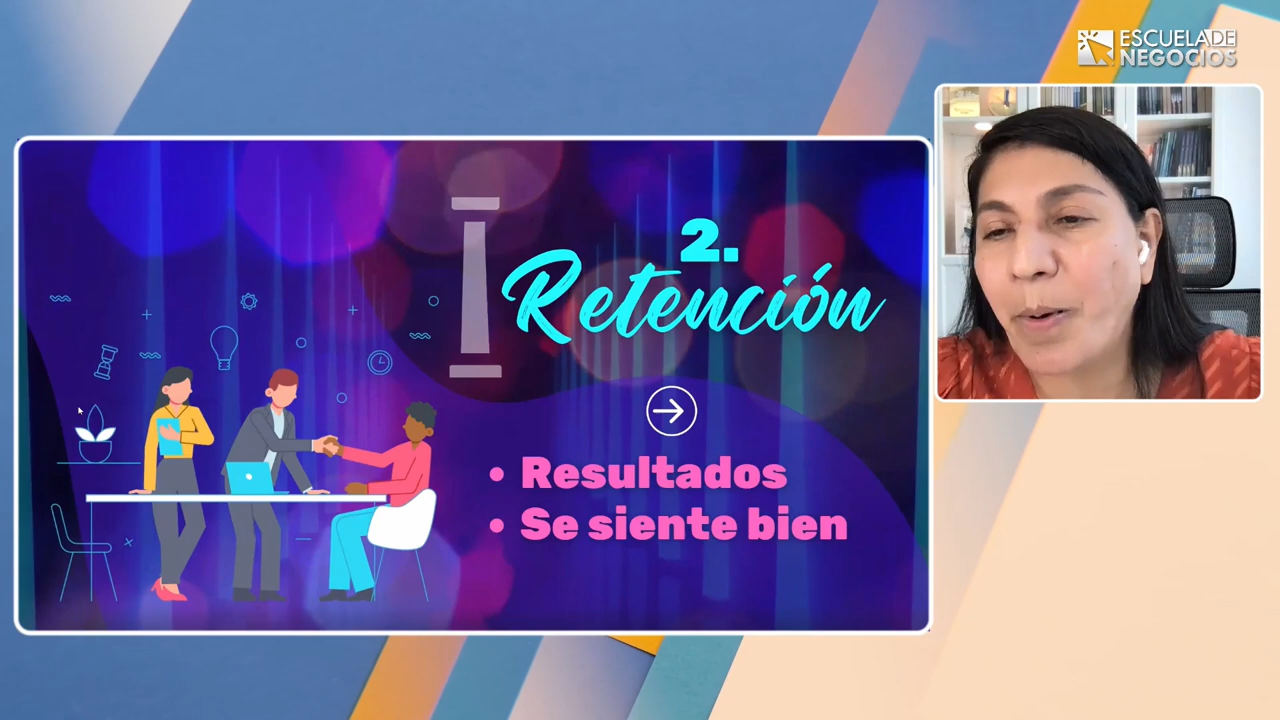 ESCUELA DE
NEGOCIOS
2.
Retención
• Resultados
• Se siente bien